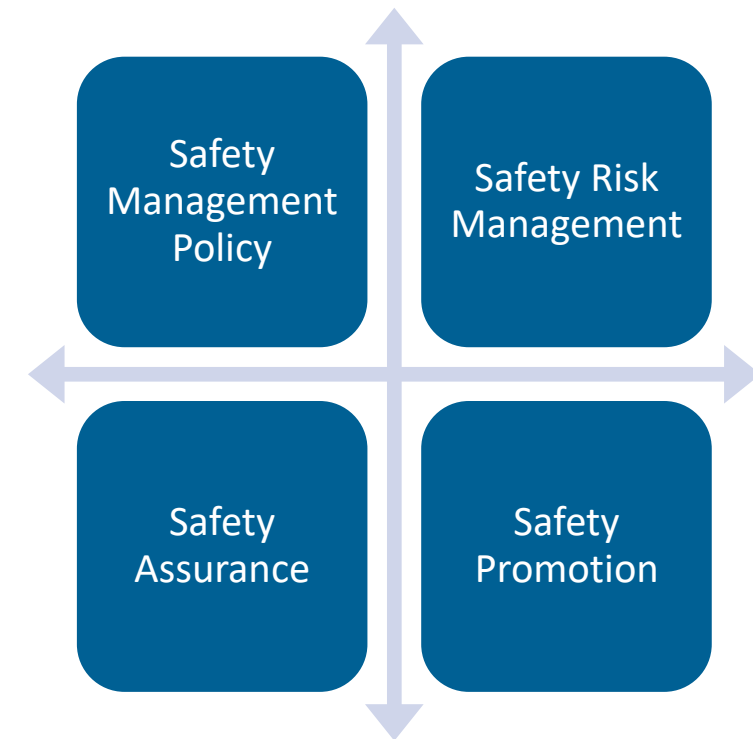 Safety
Management
Policy
Safety Risk
Management
Safety
Assurance
Safety
Promotion